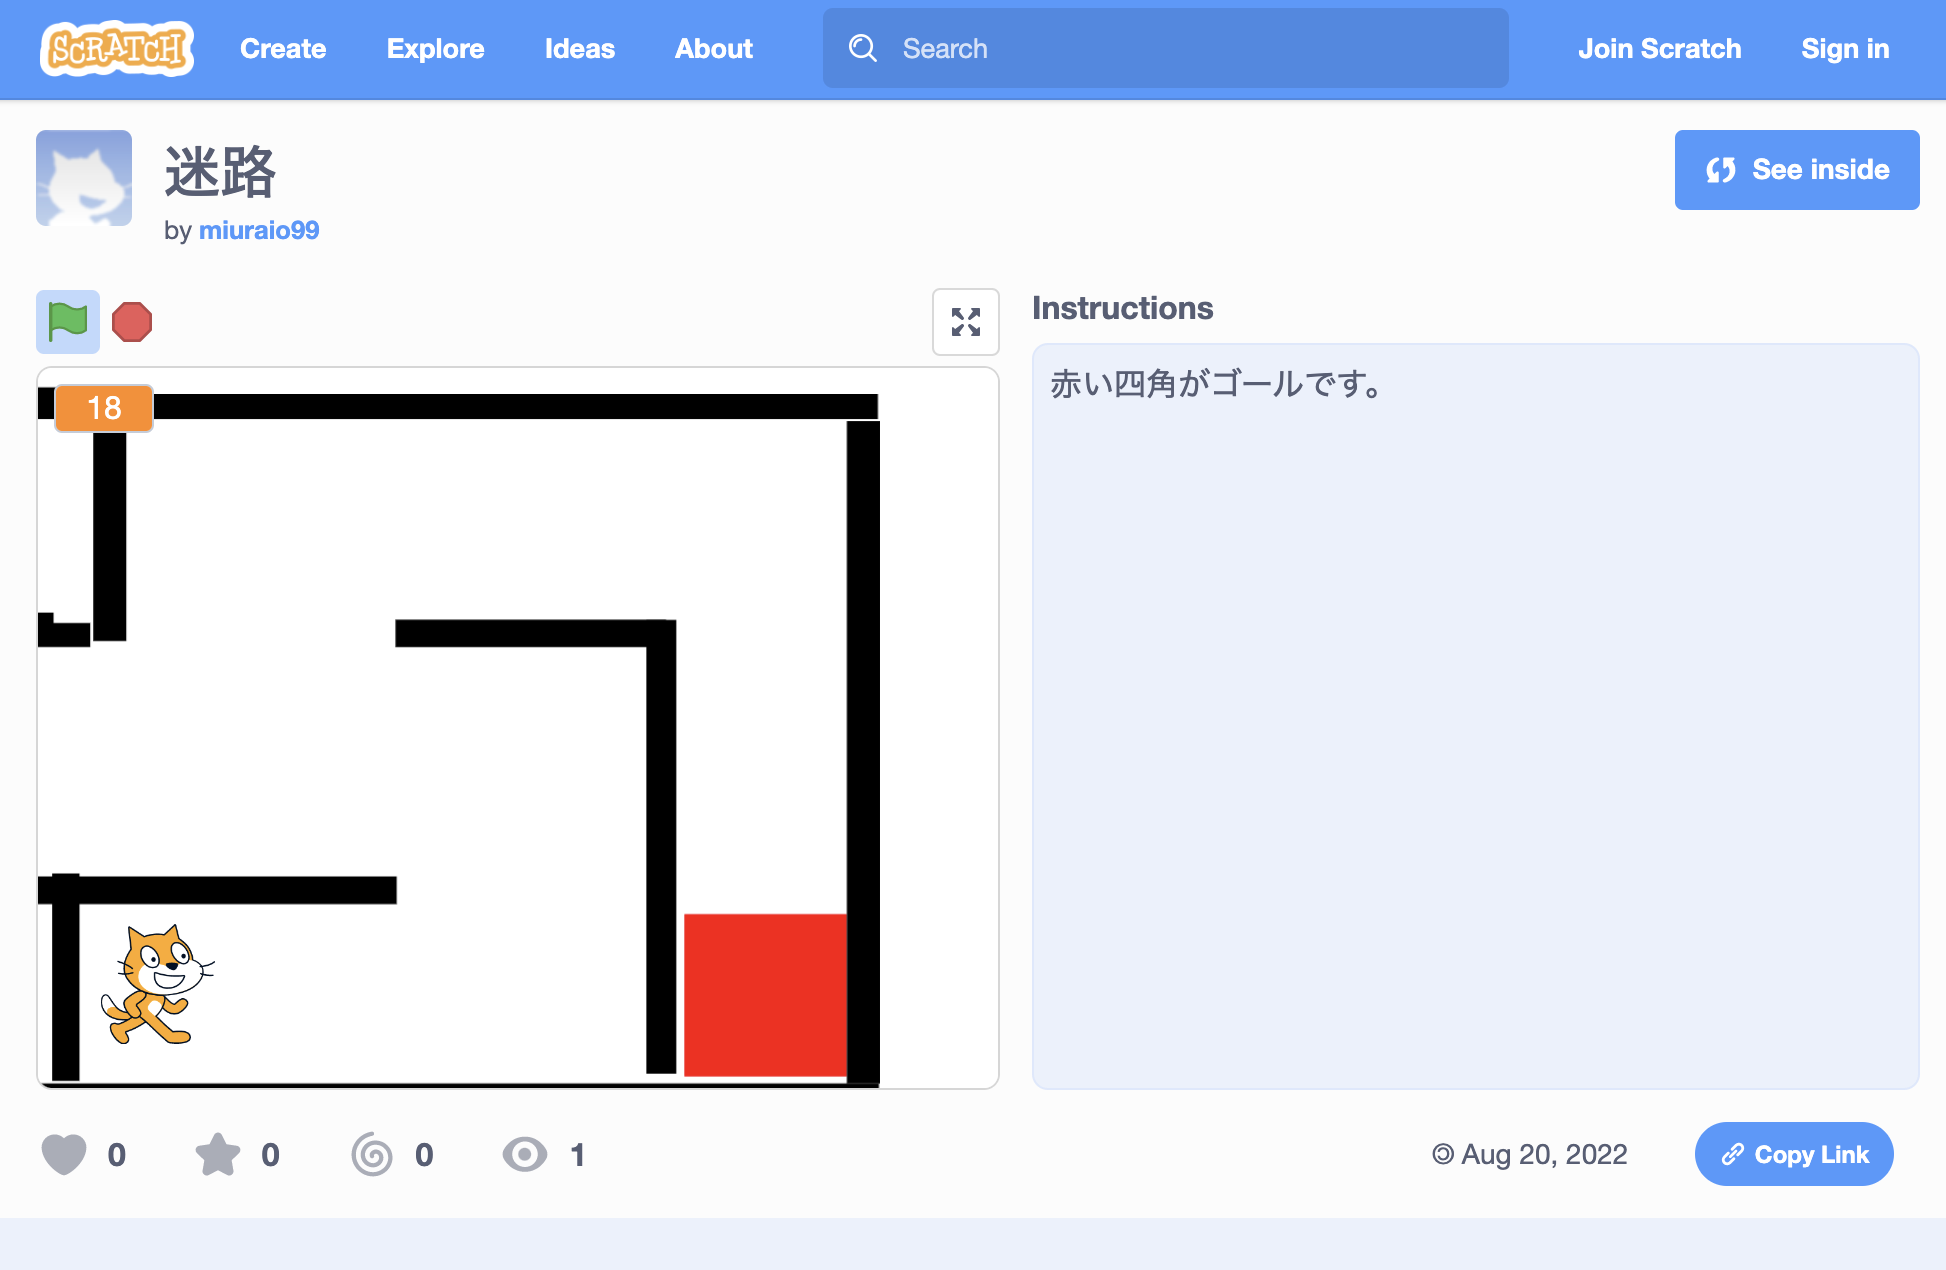 SCRATCH
Create
Explore
Ideas
About
Search
Join Scratch
Sign in
迷路
by miuraio99
See inside
Instructions
18
赤い四角がゴールです。
0
0
0
1
Aug 20, 2022
Copy Link